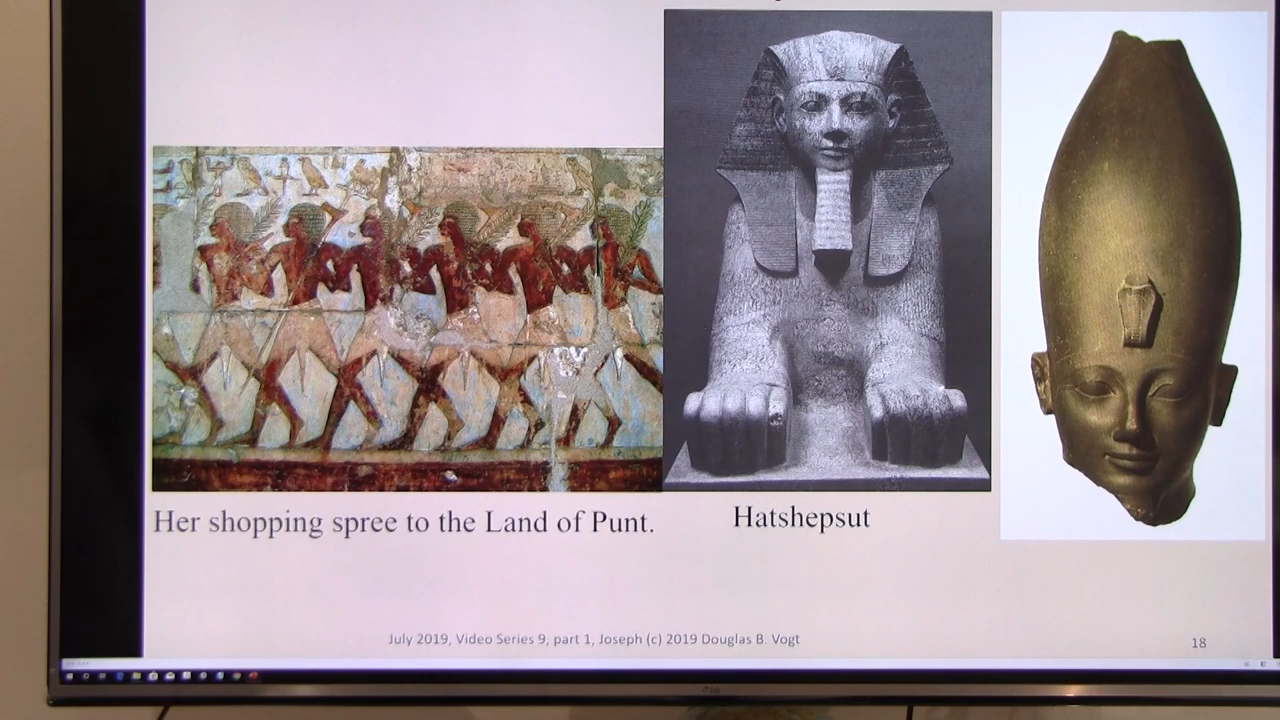 Her shopping spree to the Land of Punt.
Hatshepsut
July 2019, Video Series 9, part 1, Joseph (c) 2019 Douglas B. Vogt
18
LG